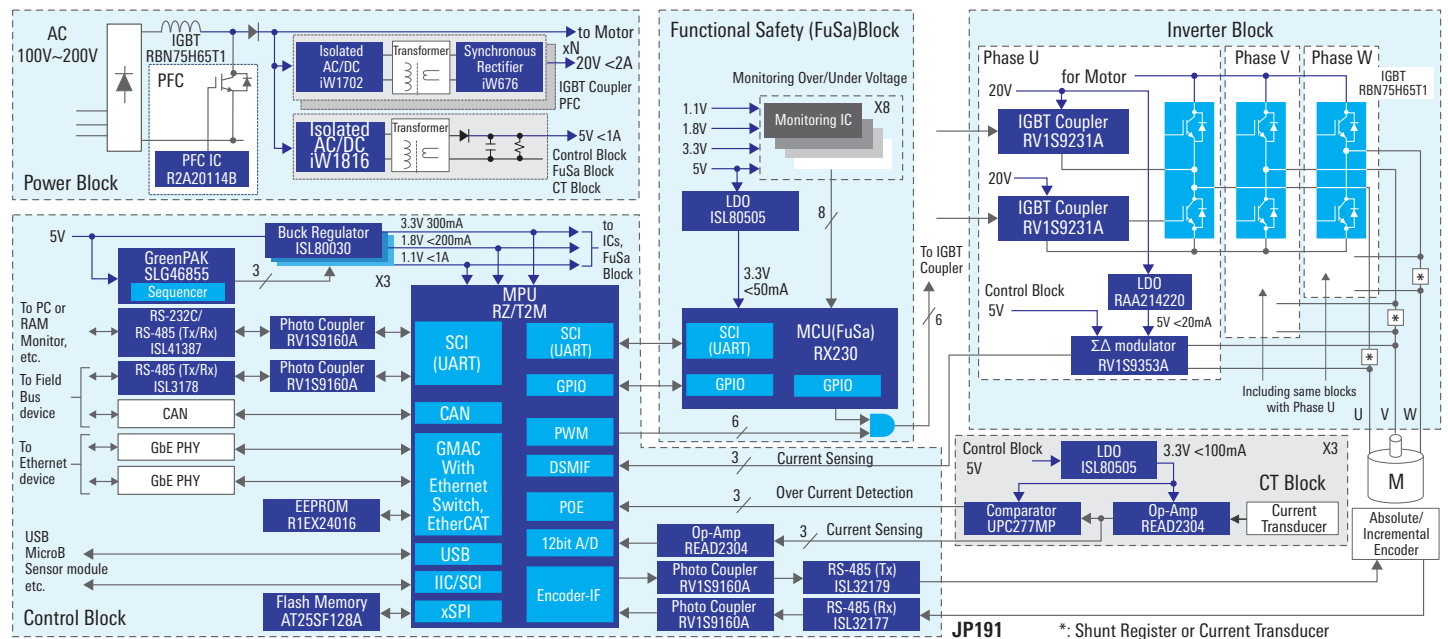 AC
100V~200V
IGBT
RBN75H65T1
PFC
PFC IC
R2A20114B
Power Block
to Motor
Isolated
AC/DC
iW1702
Transformer
Synchronous
Rectifier
iW676
xN
20V <2A
IGBT Coupler
PFC
Isolated
AC/DC
iW1816
Transformer
5V <1A
Control Block
FuSa Block
CT Block
Functional Safety (FuSa)Block
Monitoring Over/Under Voltage
1.1V
1.8V
3.3V
5V
Monitoring IC
X8
LDO
ISL80505
8
3.3V
<50mA
SCI
(UART)
MCU(FuSa)
RX230
GPIO
GPIO
To IGBT
Coupler
6
Inverter Block
Phase U
Phase V
Phase W
for Motor
IGBT
RBN75H65T1
20V
IGBT Coupler
RV1S9231A
20V
IGBT Coupler
RV1S9231A
LDO
RAA214220
Control Block
5V
5V <20mA
ΣΔ modulator
RV1S9353A
Including same blocks
with Phase U
*
*
*
U
V
W
M
Absolute/
Incremental
Encoder
5V
Buck Regulator
ISL80030
3.3V 300mA
1.8V <200mA
1.1V <1A
to
ICs,
FuSa
Block
GreenPAK
SLG46855
Sequencer
3
X3
To PC or
RAM
Monitor,
etc.
RS-232C/
RS-485 (Tx/Rx)
ISL41387
Photo Coupler
RV1S9160A
To Field
Bus
device
RS-485 (Tx/Rx)
ISL3178
Photo Coupler
RV1S9160A
CAN
To
Ethernet
device
GbE PHY
GbE PHY
EEPROM
R1EX24016
USB
MicroB
Sensor module
etc.
Flash Memory
AT25SF128A
Control Block
MPU
RZ/T2M
SCI
(UART)
SCI
(UART)
GPIO
CAN
PWM
GMAC
With
Ethernet
Switch,
EtherCAT
DSMIF
POE
USB
12bit A/D
IIC/SCI
Encoder-IF
xSPI
6
3
Current Sensing
3
Over Current Detection
Op-Amp
READ2304
3
Current Sensing
Photo Coupler
RV1S9160A
RS-485 (Tx)
ISL32179
Photo Coupler
RV1S9160A
RS-485 (Rx)
ISL32177
Control Block
5V
LDO
ISL80505
3.3V <100mA
X3
CT Block
Comparator
UPC277MP
Op-Amp
READ2304
Current
Transducer
JP191
*: Shunt Register or Current Transducer